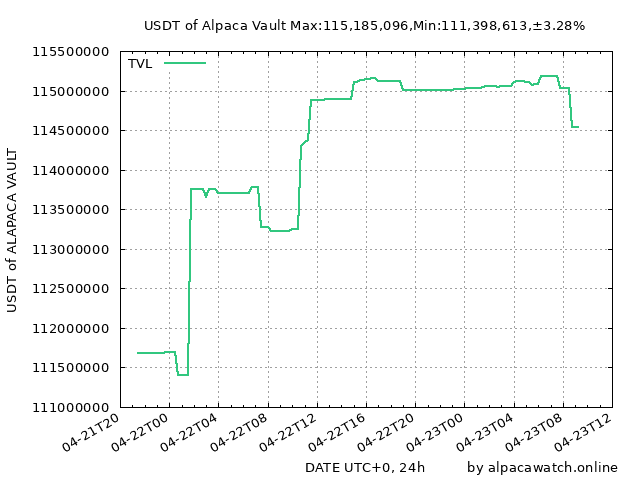 USDT of Alpaca Vault Max:115,185,096,Min:111,398,613,±3.28%
TVL
115500000
115000000
114500000
114000000
113500000
113000000
112500000
112000000
111500000
111000000
USDT of ALAPACA VAULT
04-21T20
04-22T00
04-22T04
04-22T08
04-22T12
04-22T16
04-22T20
04-23T00
04-23T04
04-23T08
04-23T12
DATE UTC+0, 24h
by alpacawatch.online